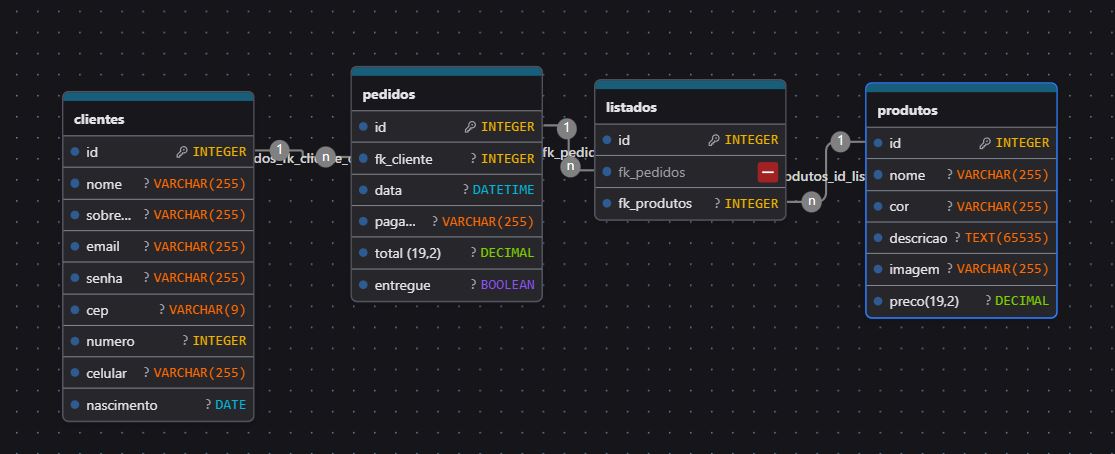 clientes
id INTEGER
nome ? VARCHAR(255)
sobre... ? VARCHAR(255)
email ? VARCHAR(255)
senha ? VARCHAR(255)
cep ? VARCHAR(9)
numero ? INTEGER
celular ? VARCHAR(255)
nascimento ? DATE
1
n
dos_fk_cliente_
pedidos
id INTEGER
fk_cliente ? INTEGER
data ? DATETIME
paga... ? VARCHAR(255)
total (19,2) ? DECIMAL
entregue ? BOOLEAN
1
fk_pedid
n
listados
id INTEGER
fk_pedidos
fk_produtos ? INTEGER
1
odutos_id_lis
n
produtos
id INTEGER
nome ? VARCHAR(255)
cor ? VARCHAR(255)
descricao ? TEXT(65535)
imagem ? VARCHAR(255)
preco(19,2) ? DECIMAL